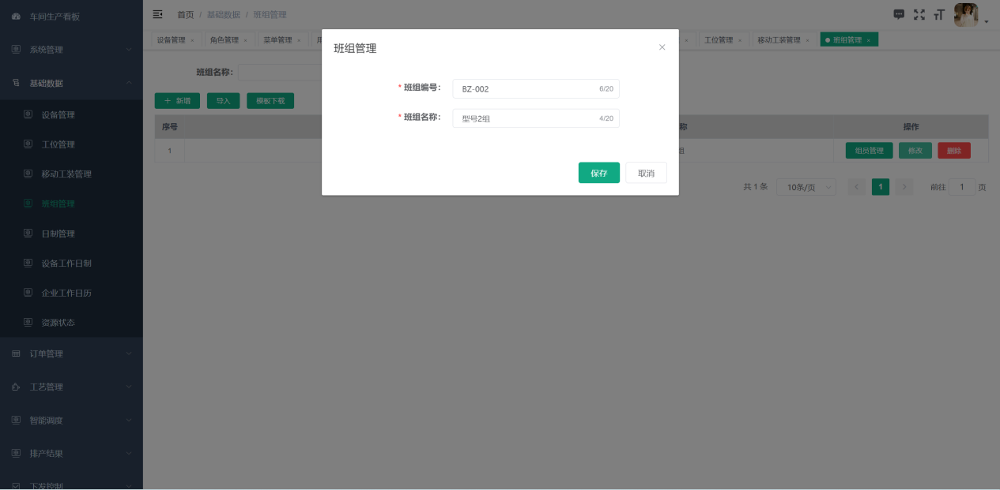 车间生产看板
首页 / 基础数据 / 班组管理
设备管理 × 角色管理 × 菜单管理 × × 工位管理 × 移动工装管理 × 班组管理 ×
系统管理
班组管理
基础数据
班组名称:
* 班组编号: BZ-002 6/20
+ 新增 导入 模板下载
设备管理
* 班组名称: 型号2组 4/20
序号 称 操作
工位管理
1 组 组员管理 修改 删除
移动工装管理
保存 取消
共 1 条 10条/页 < 1 > 前往 1 页
班组管理
日制管理
设备工作日制
企业工作日历
资源状态
订单管理
工艺管理
智能调度
排产结果
下发控制